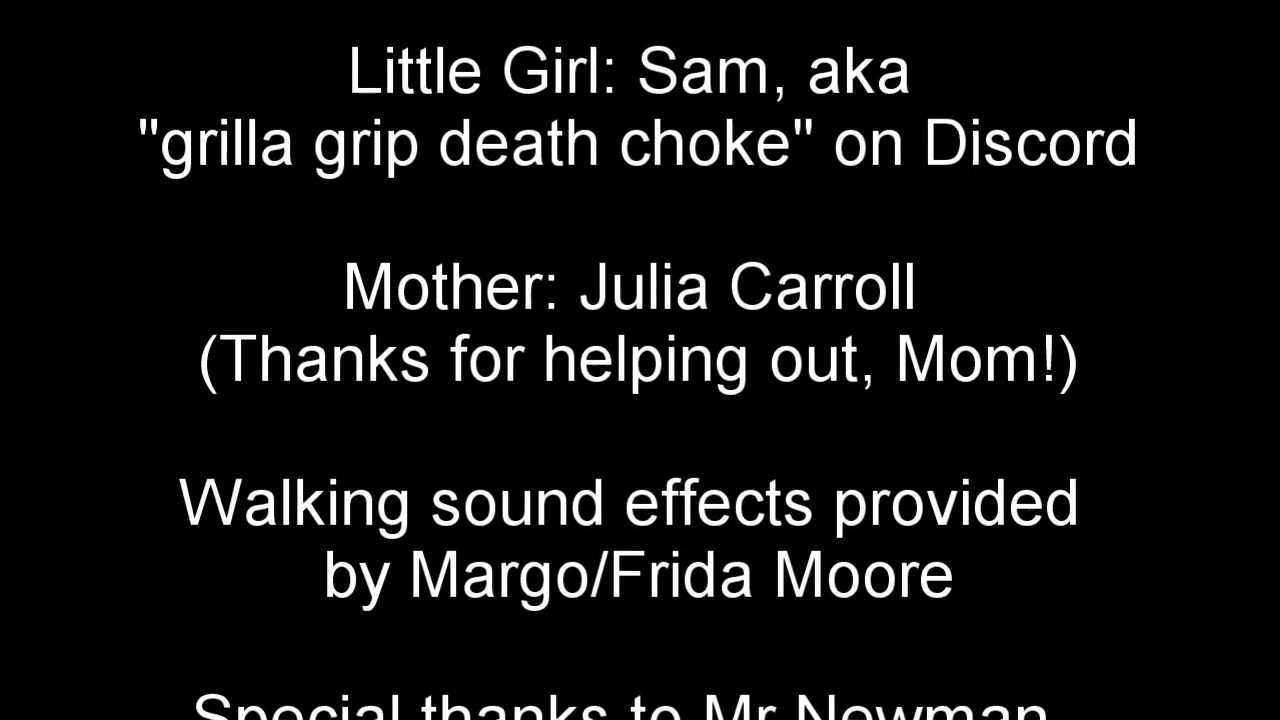 Little Girl: Sam, aka
"grilla grip death choke" on Discord
Mother: Julia Carroll
(Thanks for helping out, Mom!)
Walking sound effects provided
by Margo/Frida Moore
Special thanks to Mr Newman